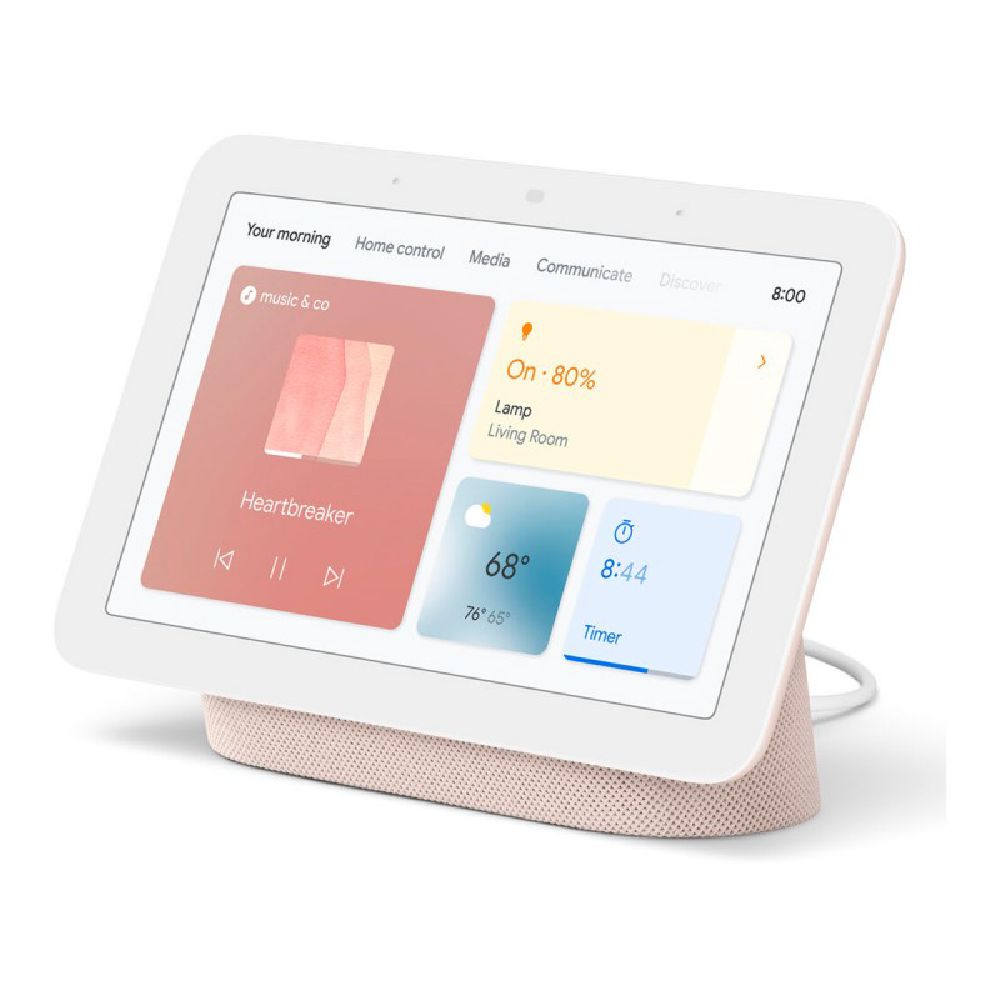 Your morning Home control Media Communicate Discover 8:00
music & co
Heartbreaker
On · 80%
Lamp
Living Room
68°
76° 65°
8:44
Timer